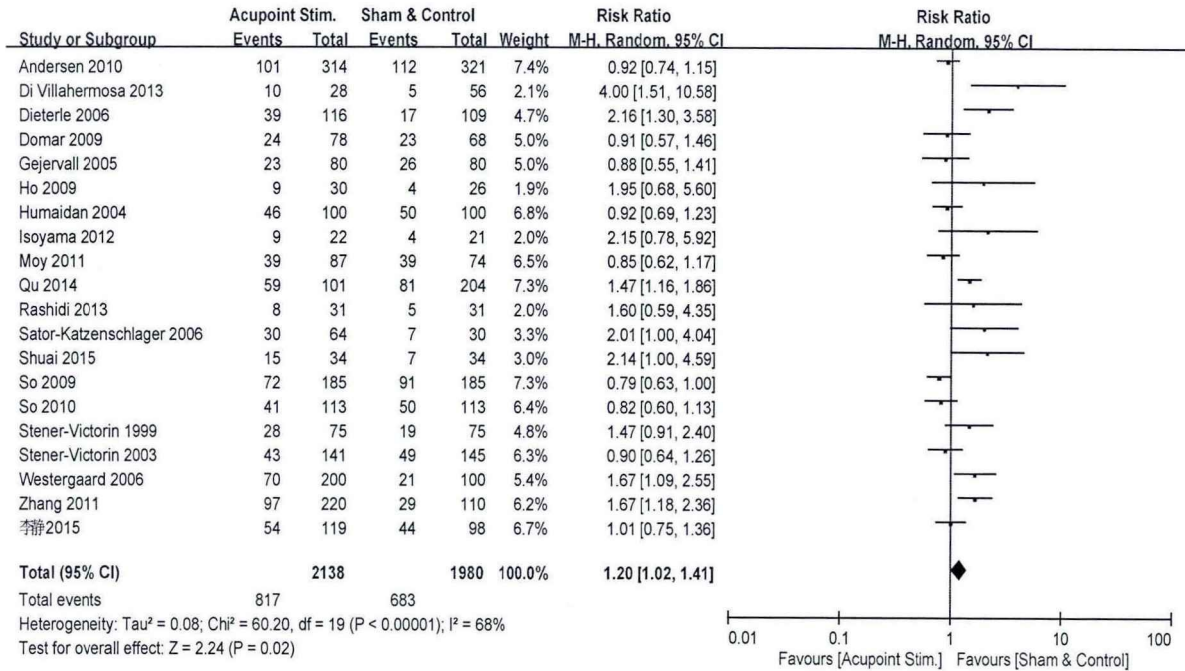 Acupoint Stim. Sham & Control Risk Ratio Risk Ratio
Study or Subgroup Events Total Events Total Weight M-H, Random, 95% CI M-H, Random, 95% CI
Andersen 2010 101 314 112 321 7.4% 0.92 [0.74, 1.15]
Di Villahermosa 2013 10 28 5 56 2.1% 4.00 [1.51, 10.58]
Dieterle 2006 39 116 17 109 4.7% 2.16 [1.30, 3.58]
Domar 2009 24 78 23 68 5.0% 0.91 [0.57, 1.46]
Gejervall 2005 23 80 26 80 5.0% 0.88 [0.55, 1.41]
Ho 2009 9 30 4 26 1.9% 1.95 [0.68, 5.60]
Humaidan 2004 46 100 50 100 6.8% 0.92 [0.69, 1.23]
Isoyama 2012 9 22 4 21 2.0% 2.15 [0.78, 5.92]
Moy 2011 39 87 39 74 6.5% 0.85 [0.62, 1.17]
Qu 2014 59 101 81 204 7.3% 1.47 [1.16, 1.86]
Rashidi 2013 8 31 5 31 2.0% 1.60 [0.59, 4.35]
Sator-Katzenschlager 2006 30 64 7 30 3.3% 2.01 [1.00, 4.04]
Shuai 2015 15 34 7 34 3.0% 2.14 [1.00, 4.59]
So 2009 72 185 91 185 7.3% 0.79 [0.63, 1.00]
So 2010 41 113 50 113 6.4% 0.82 [0.60, 1.13]
Stener-Victorin 1999 28 75 19 75 4.8% 1.47 [0.91, 2.40]
Stener-Victorin 2003 43 141 49 145 6.3% 0.90 [0.64, 1.26]
Westergaard 2006 70 200 21 100 5.4% 1.67 [1.09, 2.55]
Zhang 2011 97 220 29 110 6.2% 1.67 [1.18, 2.36]
李静2015 54 119 44 98 6.7% 1.01 [0.75, 1.36]
Total (95% CI) 2138 1980 100.0% 1.20 [1.02, 1.41]
Total events 817 683
Heterogeneity: Tau² = 0.08; Chi² = 60.20, df = 19 (P < 0.00001); I² = 68%
Test for overall effect: Z = 2.24 (P = 0.02)
0.01 0.1 1 10 100
Favours [Acupoint Stim.] Favours [Sham & Control]